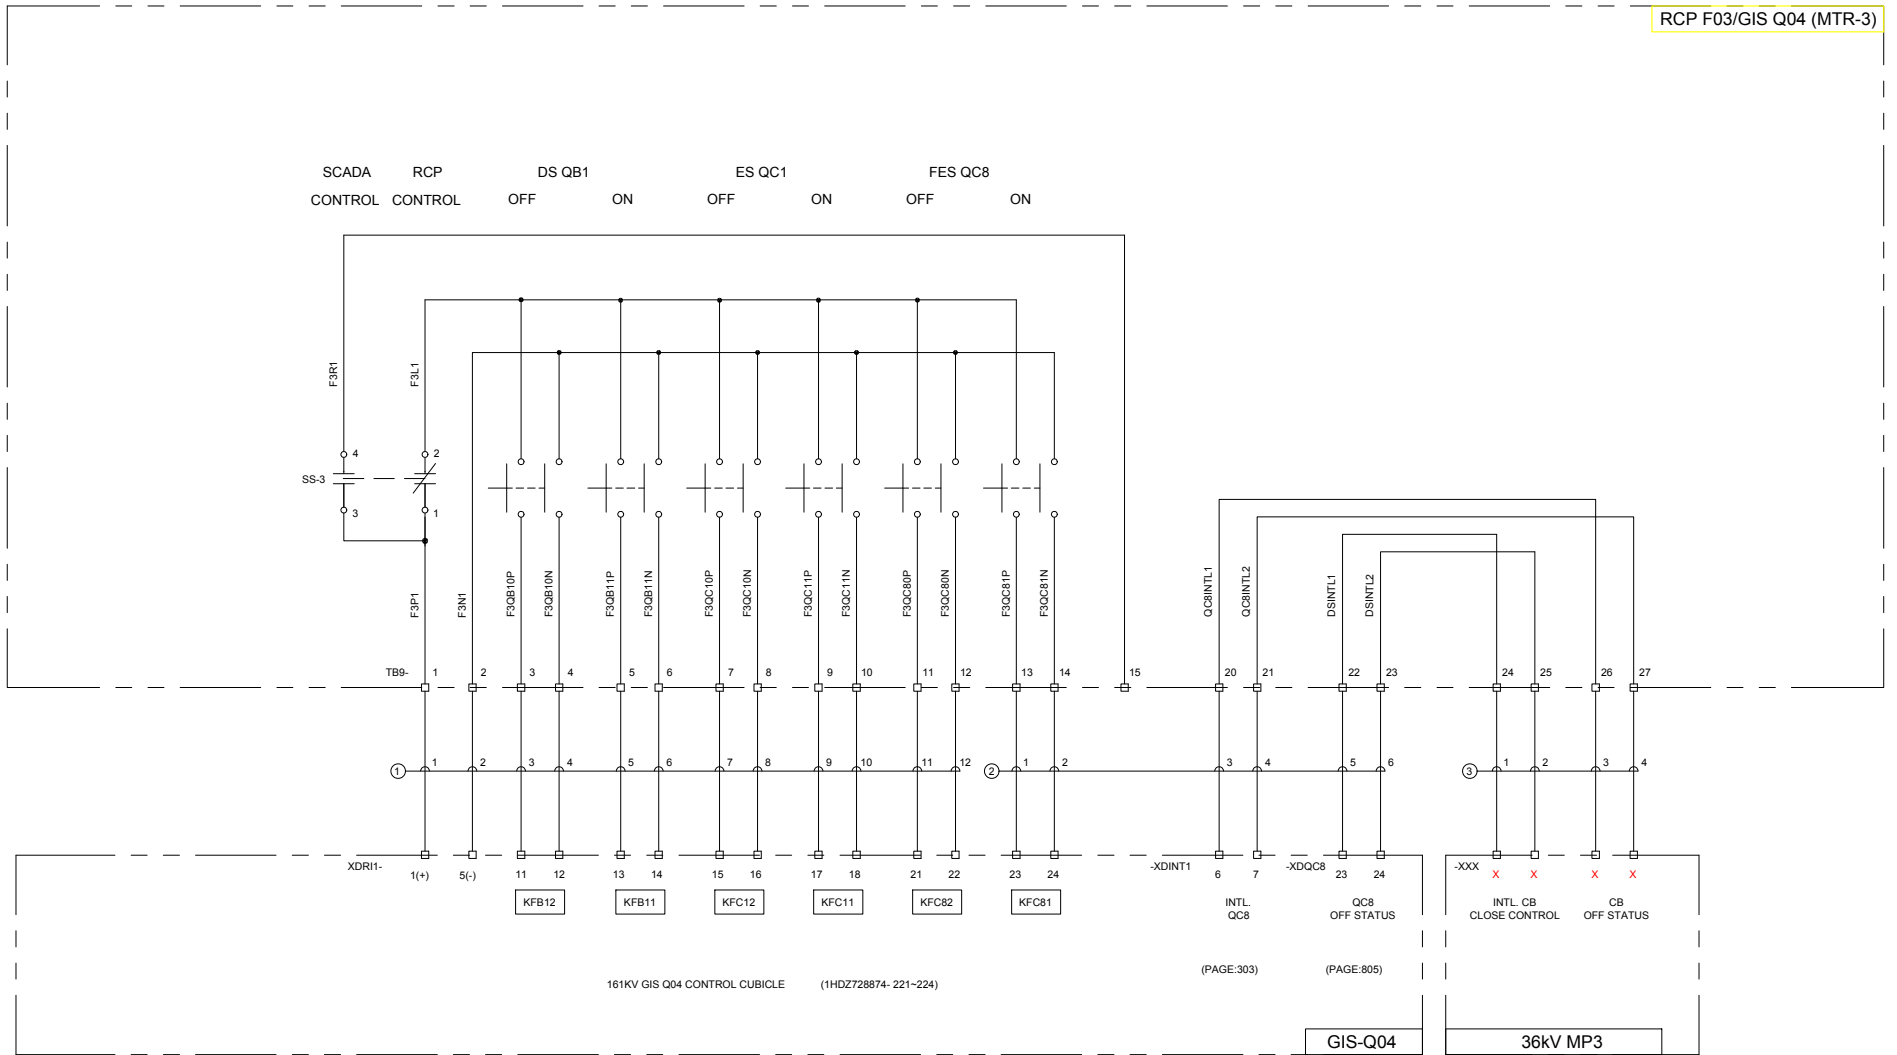 RCP F03/GIS Q04 (MTR-3)
SCADA RCP DS QB1 ES QC1 FES QC8
CONTROL CONTROL OFF ON OFF ON OFF ON
F3R1 F3L1
4 2
SS-3
3 1
F3P1 F3N1 F3QB10P F3QB10N F3QB11P F3QB11N F3QC10P F3QC10N F3QC11P F3QC11N F3QC80P F3QC80N F3QC81P F3QC81N QC8INTL1 QC8INTL2 DSINTL1 DSINTL2
TB9- 1 2 3 4 5 6 7 8 9 10 11 12 13 14 15 20 21 22 23 24 25 26 27
1 1 2 3 4 5 6 7 8 9 10 11 12 2 1 2 3 4 5 6 3 1 2 3 4
XDRI1- 1(+) 5(-) 11 12 13 14 15 16 17 18 21 22 23 24 -XDINT1 6 7 -XDQC8 23 24 -XXX X X X X
KFB12 KFB11 KFC12 KFC11 KFC82 KFC81
INTL. QC8 INTL. CB CB
QC8 OFF STATUS CLOSE CONTROL OFF STATUS
(PAGE:303) (PAGE:805)
161KV GIS Q04 CONTROL CUBICLE (1HDZ728874- 221~224)
GIS-Q04 36kV MP3